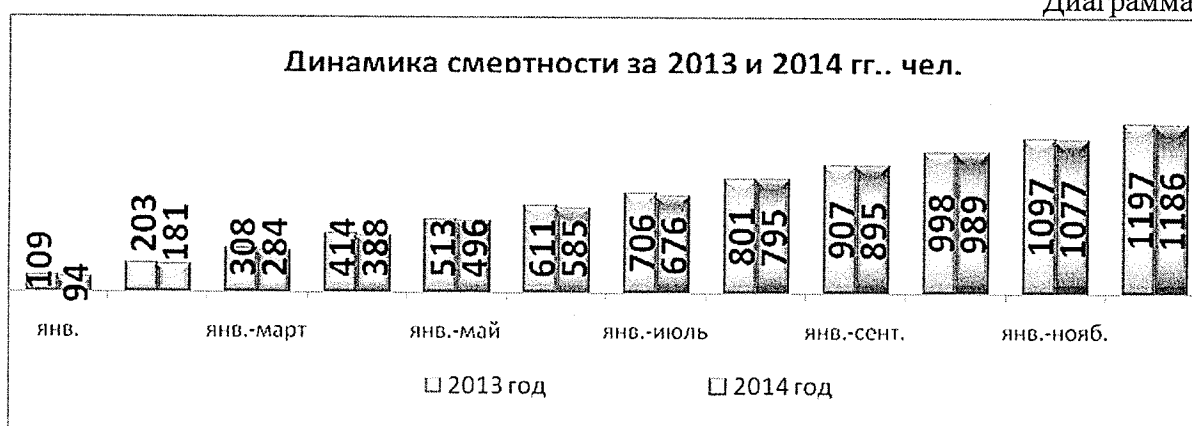 Диаграмма
Динамика смертности за 2013 и 2014 гг., чел.
109 94 203 181 308 284 414 388 513 496 611 585 706 676 801 795 907 895 998 989 1097 1077 1197 1186
янв. янв.-март янв.-май янв.-июль янв.-сент. янв.-нояб.
2013 год 2014 год